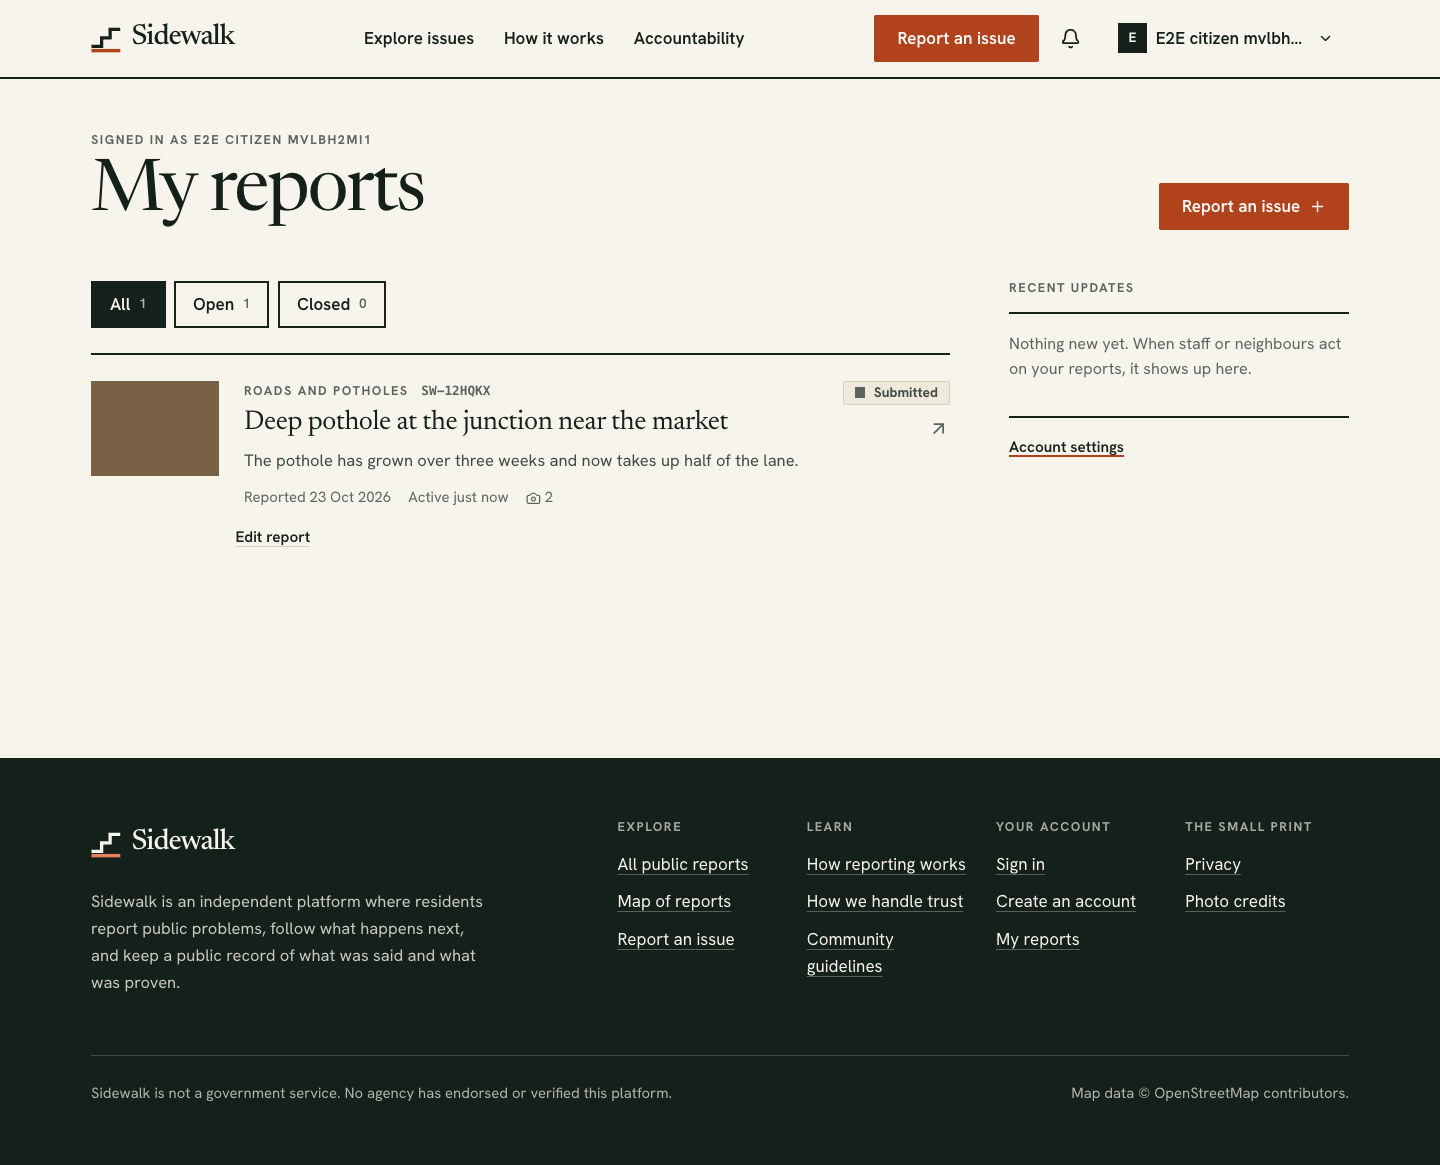 Sidewalk
Explore issues
How it works
Accountability
Report an issue
E
E2E citizen mvlbh...
SIGNED IN AS E2E CITIZEN MVLBH2MI1
My reports
Report an issue
All 1
Open 1
Closed 0
ROADS AND POTHOLES SW–12HQKX
Submitted
Deep pothole at the junction near the market
The pothole has grown over three weeks and now takes up half of the lane.
Reported 23 Oct 2026 Active just now 2
Edit report
RECENT UPDATES
Nothing new yet. When staff or neighbours act
on your reports, it shows up here.
Account settings
Sidewalk
Sidewalk is an independent platform where residents
report public problems, follow what happens next,
and keep a public record of what was said and what
was proven.
EXPLORE
All public reports
Map of reports
Report an issue
LEARN
How reporting works
How we handle trust
Community
guidelines
YOUR ACCOUNT
Sign in
Create an account
My reports
THE SMALL PRINT
Privacy
Photo credits
Sidewalk is not a government service. No agency has endorsed or verified this platform.
Map data © OpenStreetMap contributors.